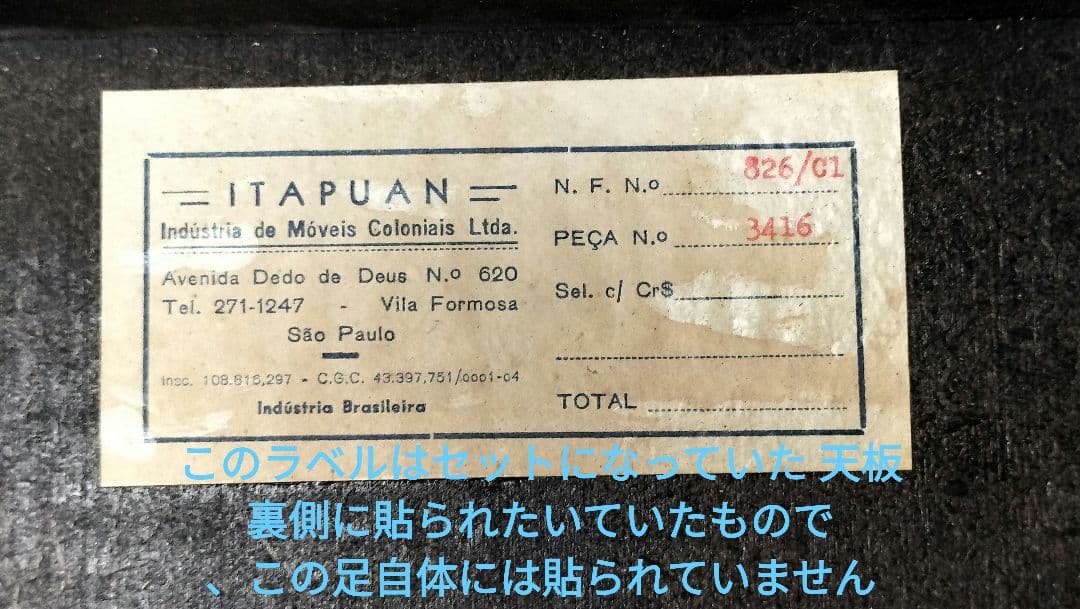 ITAPUAN
Indústria de Móveis Coloniais Ltda.
Avenida Dedo de Deus N.º 620
Tel. 271-1247 - Vila Formosa
São Paulo
Insc. 108.816,297 - C.G.C. 43.397,751/0001-04
Indústria Brasileira
N. F. N.º 826/C1
PEÇA N.º 3416
Sel. c/ Cr$
TOTAL
このラベルはセットになっていた 天板
裏側に貼られたいていたもので
、この足自体には貼られていません